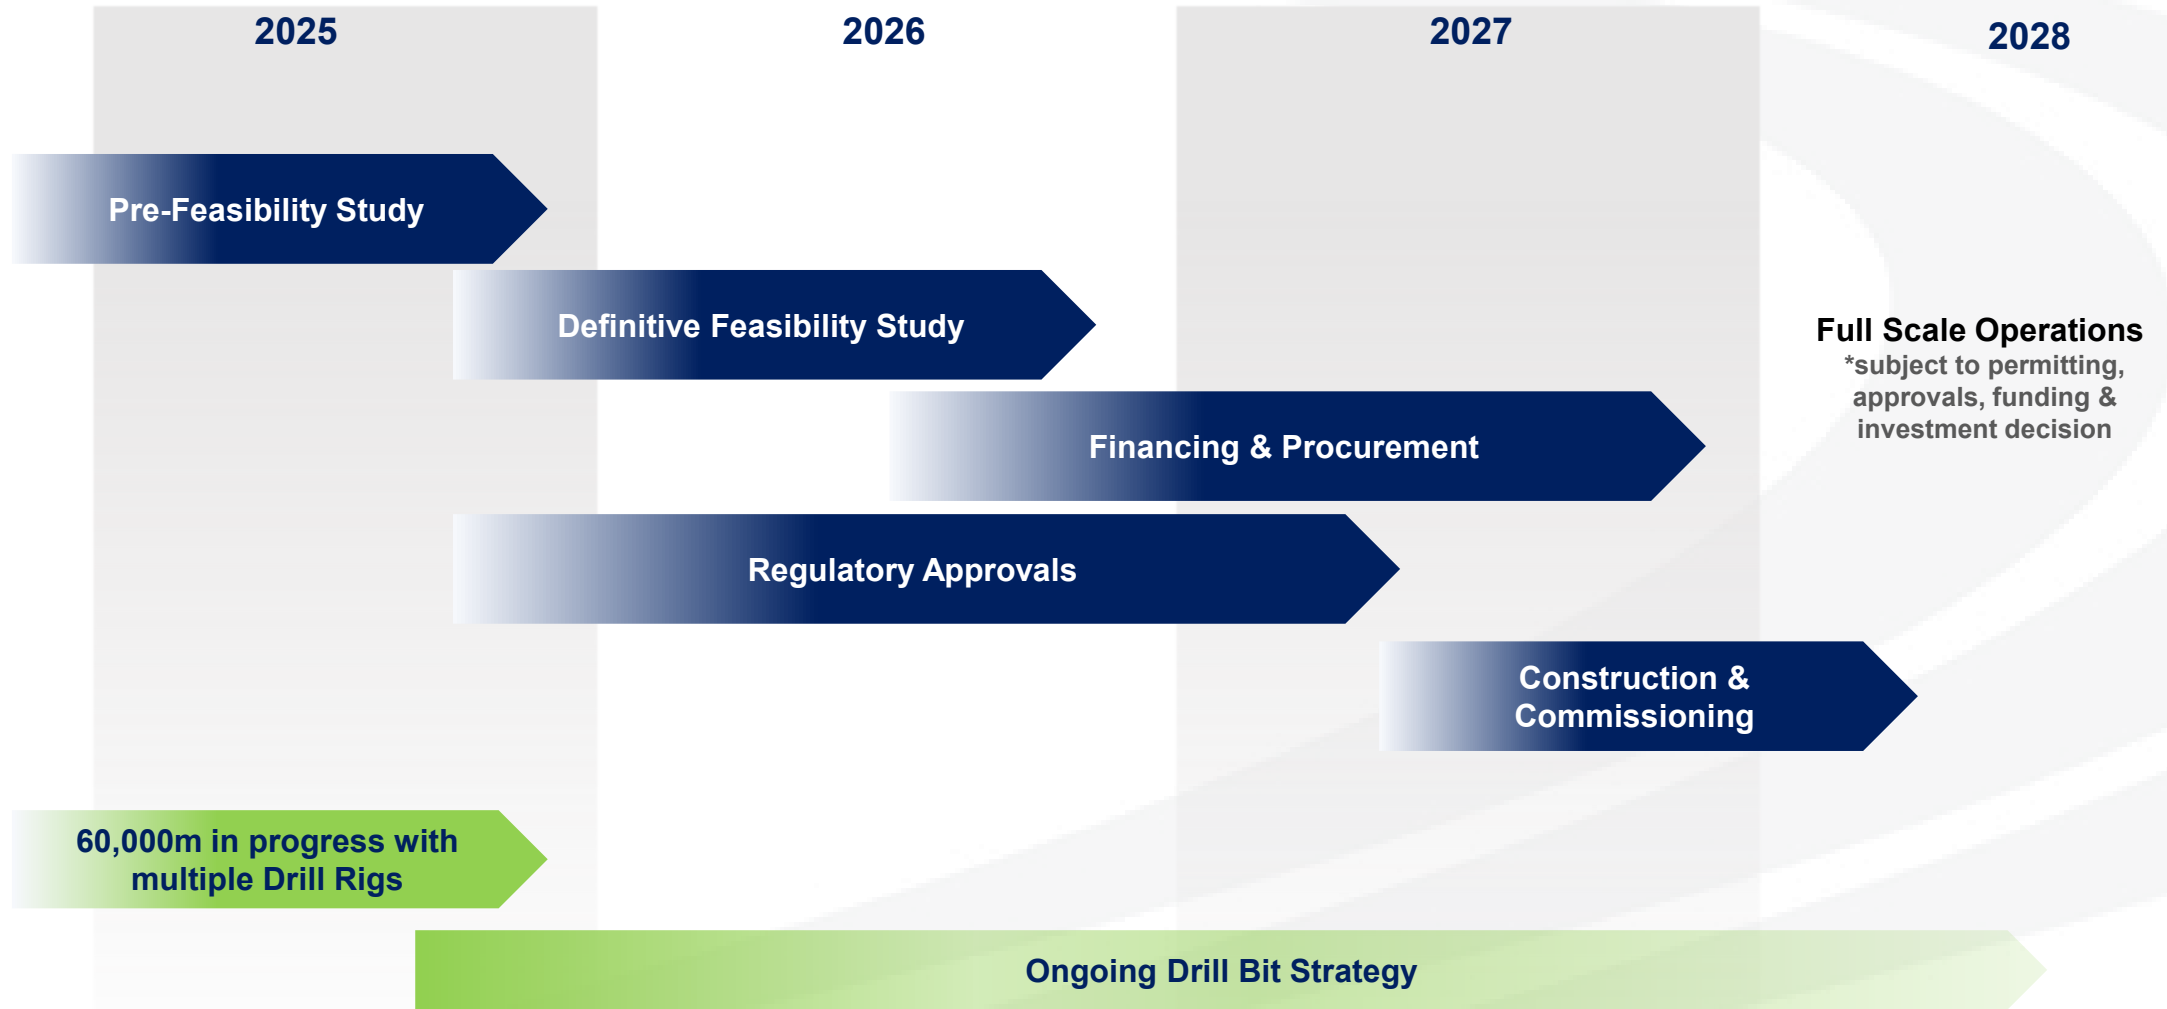 2025
2026
2027
2028
Pre-Feasibility Study
Definitive Feasibility Study
Full Scale Operations
*subject to permitting,
approvals, funding &
investment decision
Financing & Procurement
Regulatory Approvals
Construction &
Commissioning
60,000m in progress with
multiple Drill Rigs
Ongoing Drill Bit Strategy